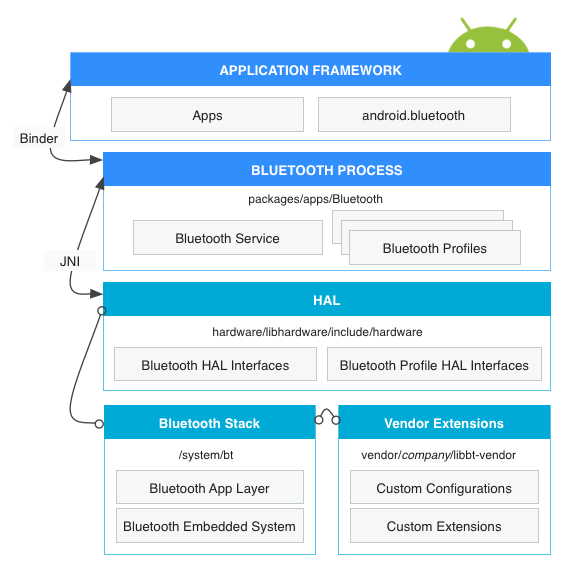 APPLICATION FRAMEWORK
Apps
android.bluetooth
Binder
BLUETOOTH PROCESS
packages/apps/Bluetooth
Bluetooth Service
Bluetooth Profiles
JNI
HAL
hardware/libhardware/include/hardware
Bluetooth HAL Interfaces
Bluetooth Profile HAL Interfaces
Bluetooth Stack
/system/bt
Bluetooth App Layer
Bluetooth Embedded System
Vendor Extensions
vendor/company/libbt-vendor
Custom Configurations
Custom Extensions